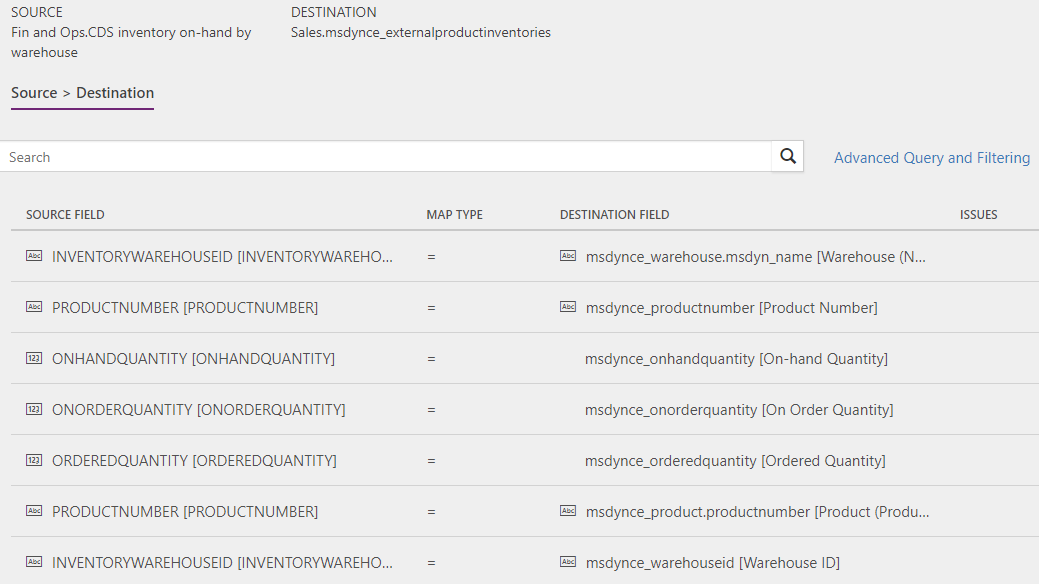 SOURCE
DESTINATION
Fin and Ops.CDS inventory on-hand by
warehouse
Sales.msdynce_externalproductinventories
Source > Destination
Search
Advanced Query and Filtering
SOURCE FIELD MAP TYPE DESTINATION FIELD ISSUES
Abc INVENTORYWAREHOUSEID [INVENTORYWAREHO... = Abc msdynce_warehouse.msdyn_name [Warehouse (N...
Abc PRODUCTNUMBER [PRODUCTNUMBER] = Abc msdynce_productnumber [Product Number]
123 ONHANDQUANTITY [ONHANDQUANTITY] = msdynce_onhandquantity [On-hand Quantity]
123 ONORDERQUANTITY [ONORDERQUANTITY] = msdynce_onorderquantity [On Order Quantity]
123 ORDEREDQUANTITY [ORDEREDQUANTITY] = msdynce_orderedquantity [Ordered Quantity]
Abc PRODUCTNUMBER [PRODUCTNUMBER] = Abc msdynce_product.productnumber [Product (Produ...
Abc INVENTORYWAREHOUSEID [INVENTORYWAREHO... = Abc msdynce_warehouseid [Warehouse ID]